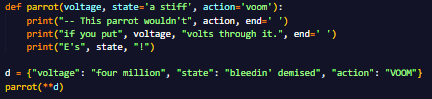 def parrot(voltage, state='a stiff', action='voom'):
    print("-- This parrot wouldn't", action, end=' ')
    print("if you put", voltage, "volts through it.", end=' ')
    print("E's", state, "!")

d = {"voltage": "four million", "state": "bleedin' demised", "action": "VOOM"}
parrot(**d)